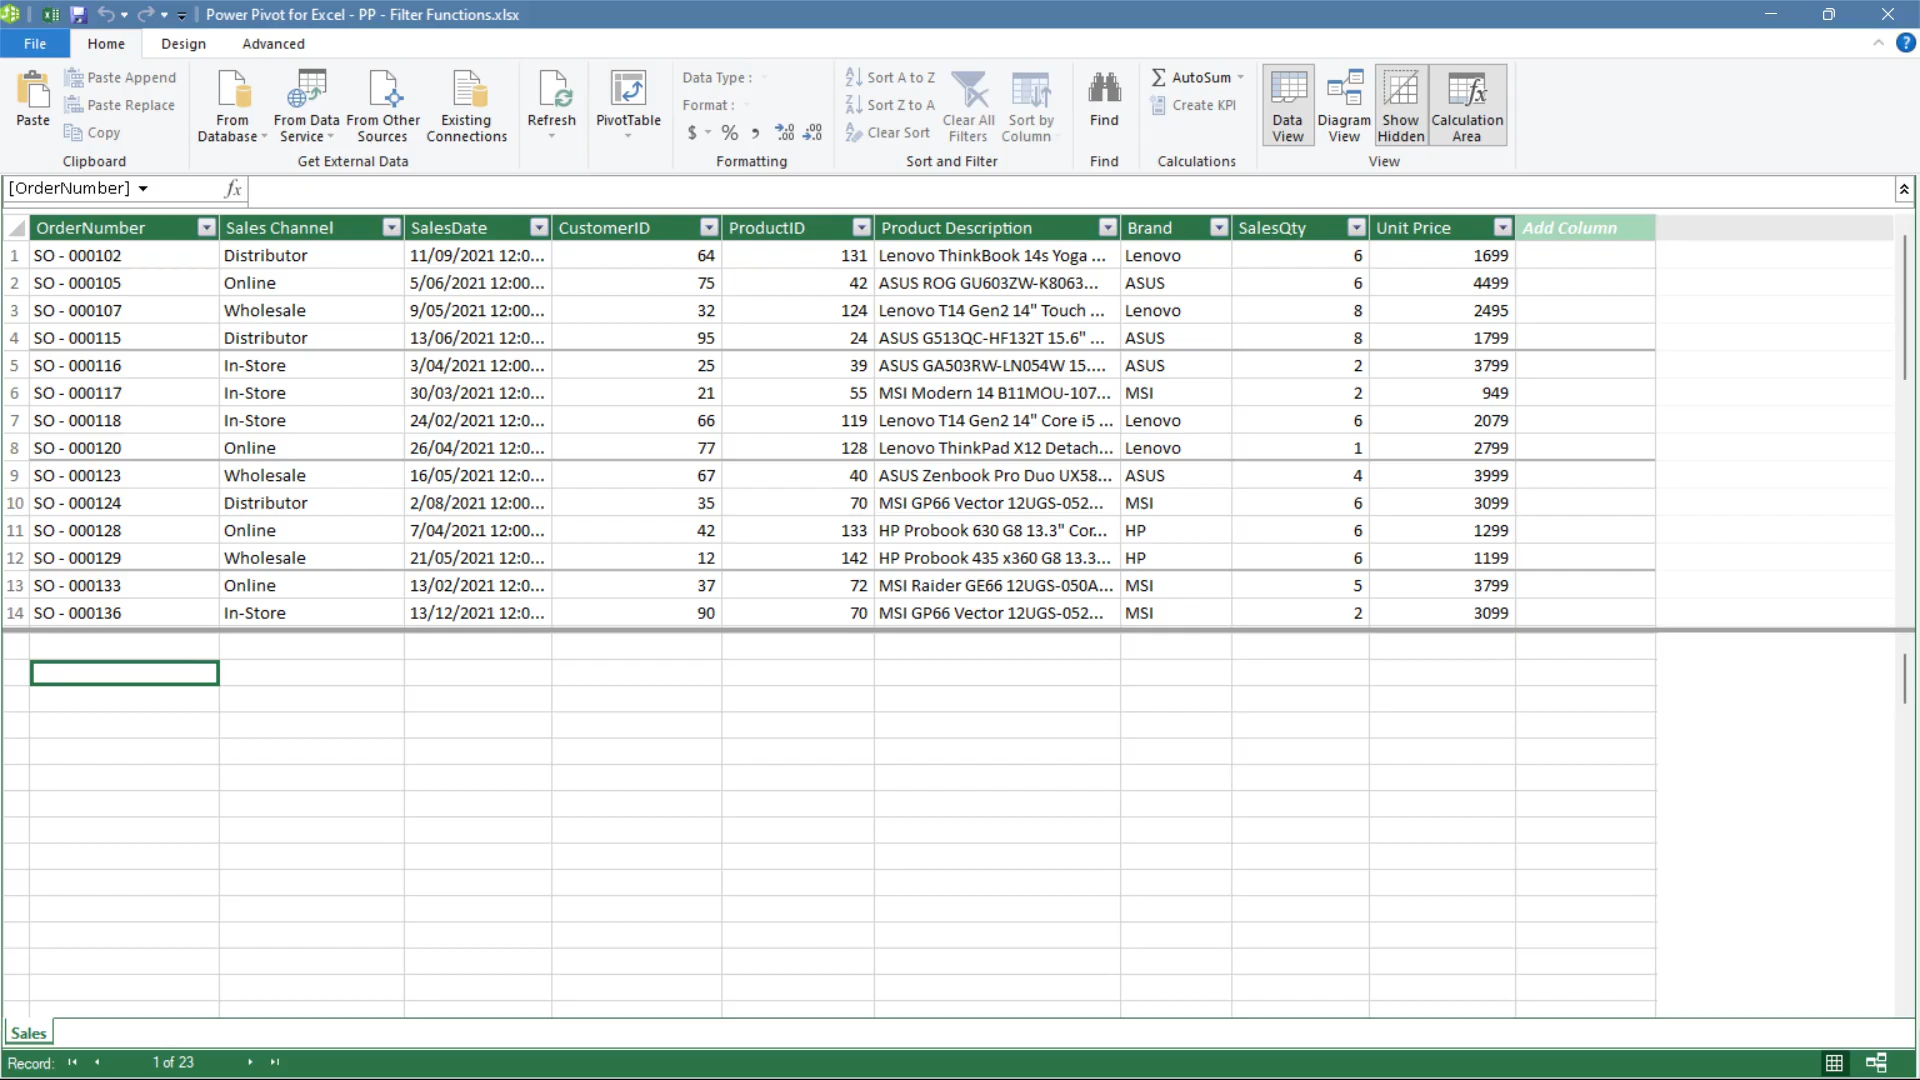 Power Pivot for Excel - PP - Filter Functions.xlsx
File Home Design Advanced
Paste
Paste Append
Paste Replace
Copy
Clipboard
From Database
From Data Service
From Other Sources
Existing Connections
Get External Data
Refresh
PivotTable
Data Type :
Format :
$ % ,
Formatting
Sort A to Z
Sort Z to A
Clear Sort
Clear All Filters
Sort by Column
Sort and Filter
Find
Find
AutoSum
Create KPI
Calculations
Data View
Diagram View
Show Hidden
Calculation Area
View
[OrderNumber] fx
OrderNumber Sales Channel SalesDate CustomerID ProductID Product Description Brand SalesQty Unit Price Add Column
1 SO - 000102 Distributor 11/09/2021 12:0... 64 131 Lenovo ThinkBook 14s Yoga ... Lenovo 6 1699
2 SO - 000105 Online 5/06/2021 12:00... 75 42 ASUS ROG GU603ZW-K8063... ASUS 6 4499
3 SO - 000107 Wholesale 9/05/2021 12:00... 32 124 Lenovo T14 Gen2 14" Touch ... Lenovo 8 2495
4 SO - 000115 Distributor 13/06/2021 12:0... 95 24 ASUS G513QC-HF132T 15.6" ... ASUS 8 1799
5 SO - 000116 In-Store 3/04/2021 12:00... 25 39 ASUS GA503RW-LN054W 15.... ASUS 2 3799
6 SO - 000117 In-Store 30/03/2021 12:0... 21 55 MSI Modern 14 B11MOU-107... MSI 2 949
7 SO - 000118 In-Store 24/02/2021 12:0... 66 119 Lenovo T14 Gen2 14" Core i5 ... Lenovo 6 2079
8 SO - 000120 Online 26/04/2021 12:0... 77 128 Lenovo ThinkPad X12 Detach... Lenovo 1 2799
9 SO - 000123 Wholesale 16/05/2021 12:0... 67 40 ASUS Zenbook Pro Duo UX58... ASUS 4 3999
10 SO - 000124 Distributor 2/08/2021 12:00... 35 70 MSI GP66 Vector 12UGS-052... MSI 6 3099
11 SO - 000128 Online 7/04/2021 12:00... 42 133 HP Probook 630 G8 13.3" Cor... HP 6 1299
12 SO - 000129 Wholesale 21/05/2021 12:0... 12 142 HP Probook 435 x360 G8 13.3... HP 6 1199
13 SO - 000133 Online 13/02/2021 12:0... 37 72 MSI Raider GE66 12UGS-050A... MSI 5 3799
14 SO - 000136 In-Store 13/12/2021 12:0... 90 70 MSI GP66 Vector 12UGS-052... MSI 2 3099
Sales
Record: 1 of 23